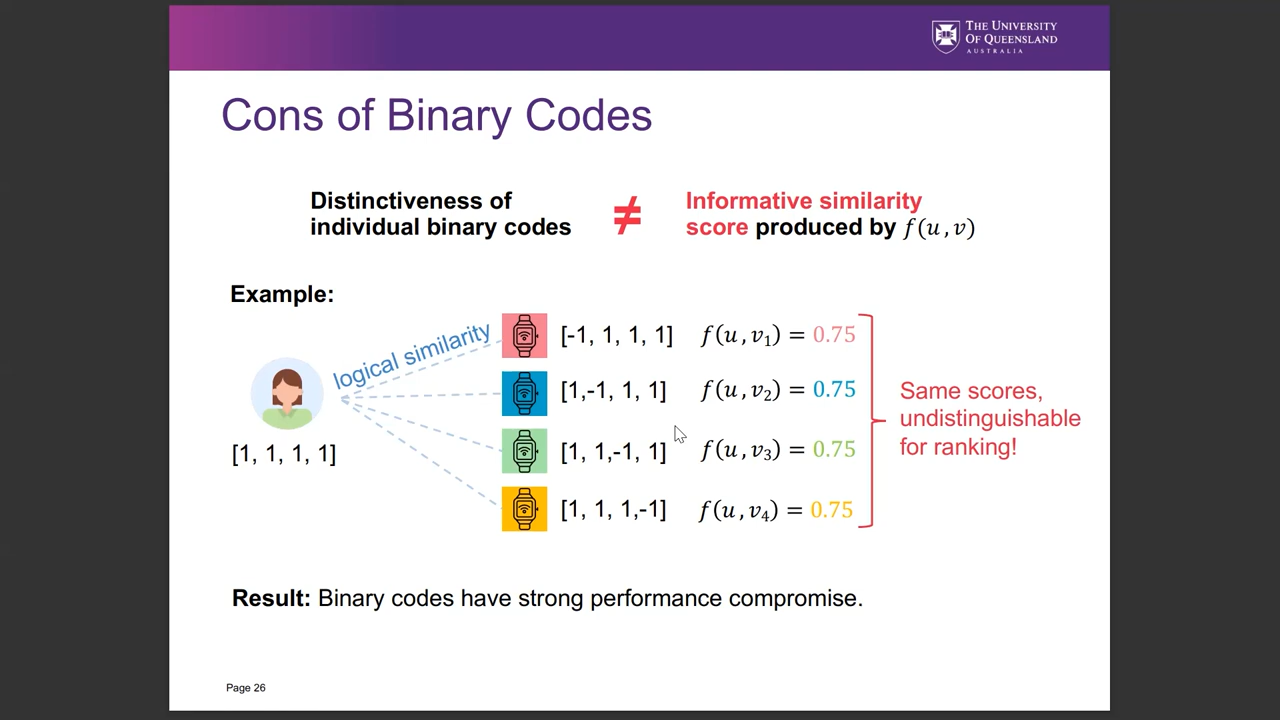 THE UNIVERSITY
OF QUEENSLAND
AUSTRALIA
Cons of Binary Codes
Distinctiveness of
individual binary codes
≠
Informative similarity
score produced by f(u,v)
Example:
logical similarity
[1, 1, 1, 1]
[-1, 1, 1, 1] f(u,v₁) = 0.75
[1,-1, 1, 1] f(u,v₂) = 0.75
[1, 1,-1, 1] f(u,v₃) = 0.75
[1, 1, 1,-1] f(u,v₄) = 0.75
Same scores,
undistinguishable
for ranking!
Result: Binary codes have strong performance compromise.
Page 26